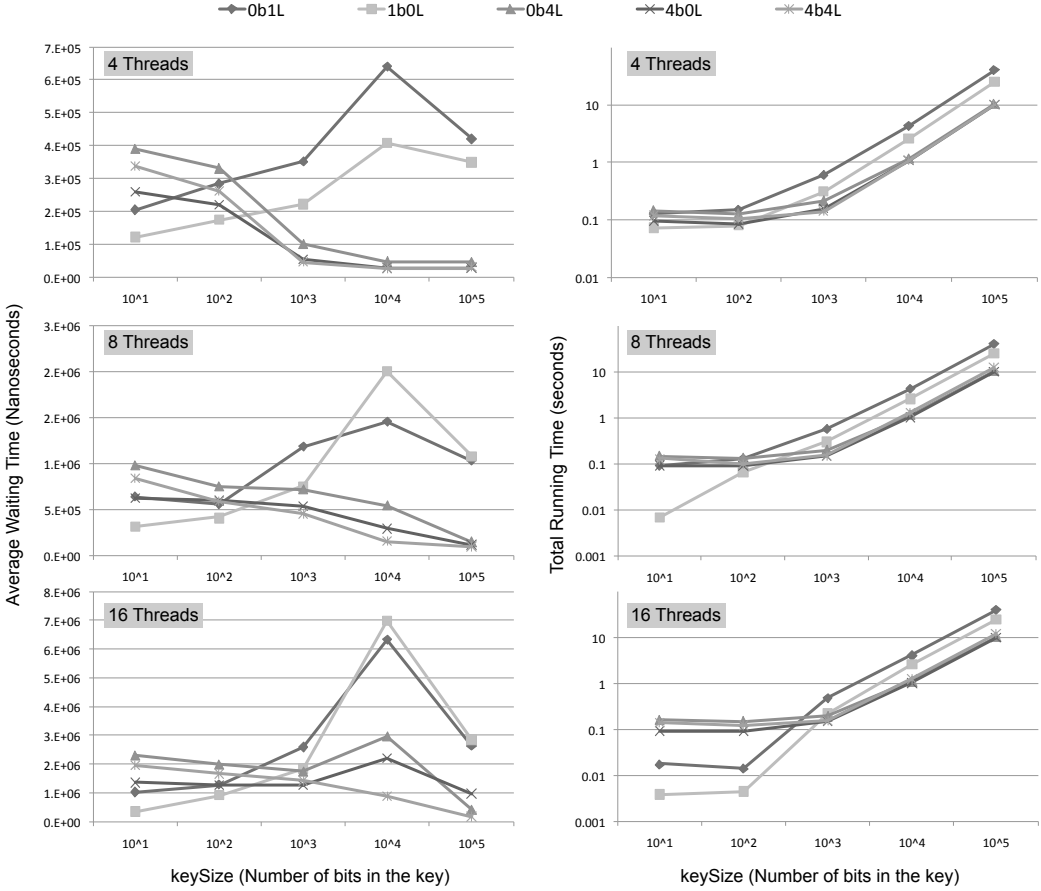 0b1L 1b0L 0b4L 4b0L 4b4L
Average Waiting Time (Nanoseconds)
4 Threads
7.E+05
6.E+05
5.E+05
4.E+05
3.E+05
2.E+05
1.E+05
0.E+00
10^1 10^2 10^3 10^4 10^5
8 Threads
3.E+06
2.E+06
2.E+06
1.E+06
5.E+05
0.E+00
10^1 10^2 10^3 10^4 10^5
16 Threads
8.E+06
7.E+06
6.E+06
5.E+06
4.E+06
3.E+06
2.E+06
1.E+06
0.E+00
10^1 10^2 10^3 10^4 10^5
keySize (Number of bits in the key)
Total Running Time (seconds)
4 Threads
10
1
0.1
0.01
10^1 10^2 10^3 10^4 10^5
8 Threads
10
1
0.1
0.01
0.001
10^1 10^2 10^3 10^4 10^5
16 Threads
10
1
0.1
0.01
0.001
10^1 10^2 10^3 10^4 10^5
keySize (Number of bits in the key)